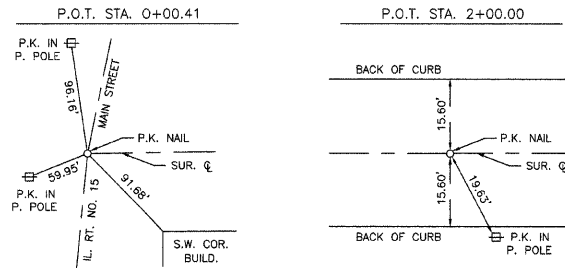 P.O.T. STA. 0+00.41
P.K. IN
P. POLE
96.16'
MAIN STREET
P.K. NAIL
SUR. ℄
59.95'
P.K. IN
P. POLE
91.68'
IL. RT. NO. 15
S.W. COR.
BUILD.
P.O.T. STA. 2+00.00
BACK OF CURB
15.60'
P.K. NAIL
SUR. ℄
15.60'
19.63'
BACK OF CURB
P.K. IN
P. POLE